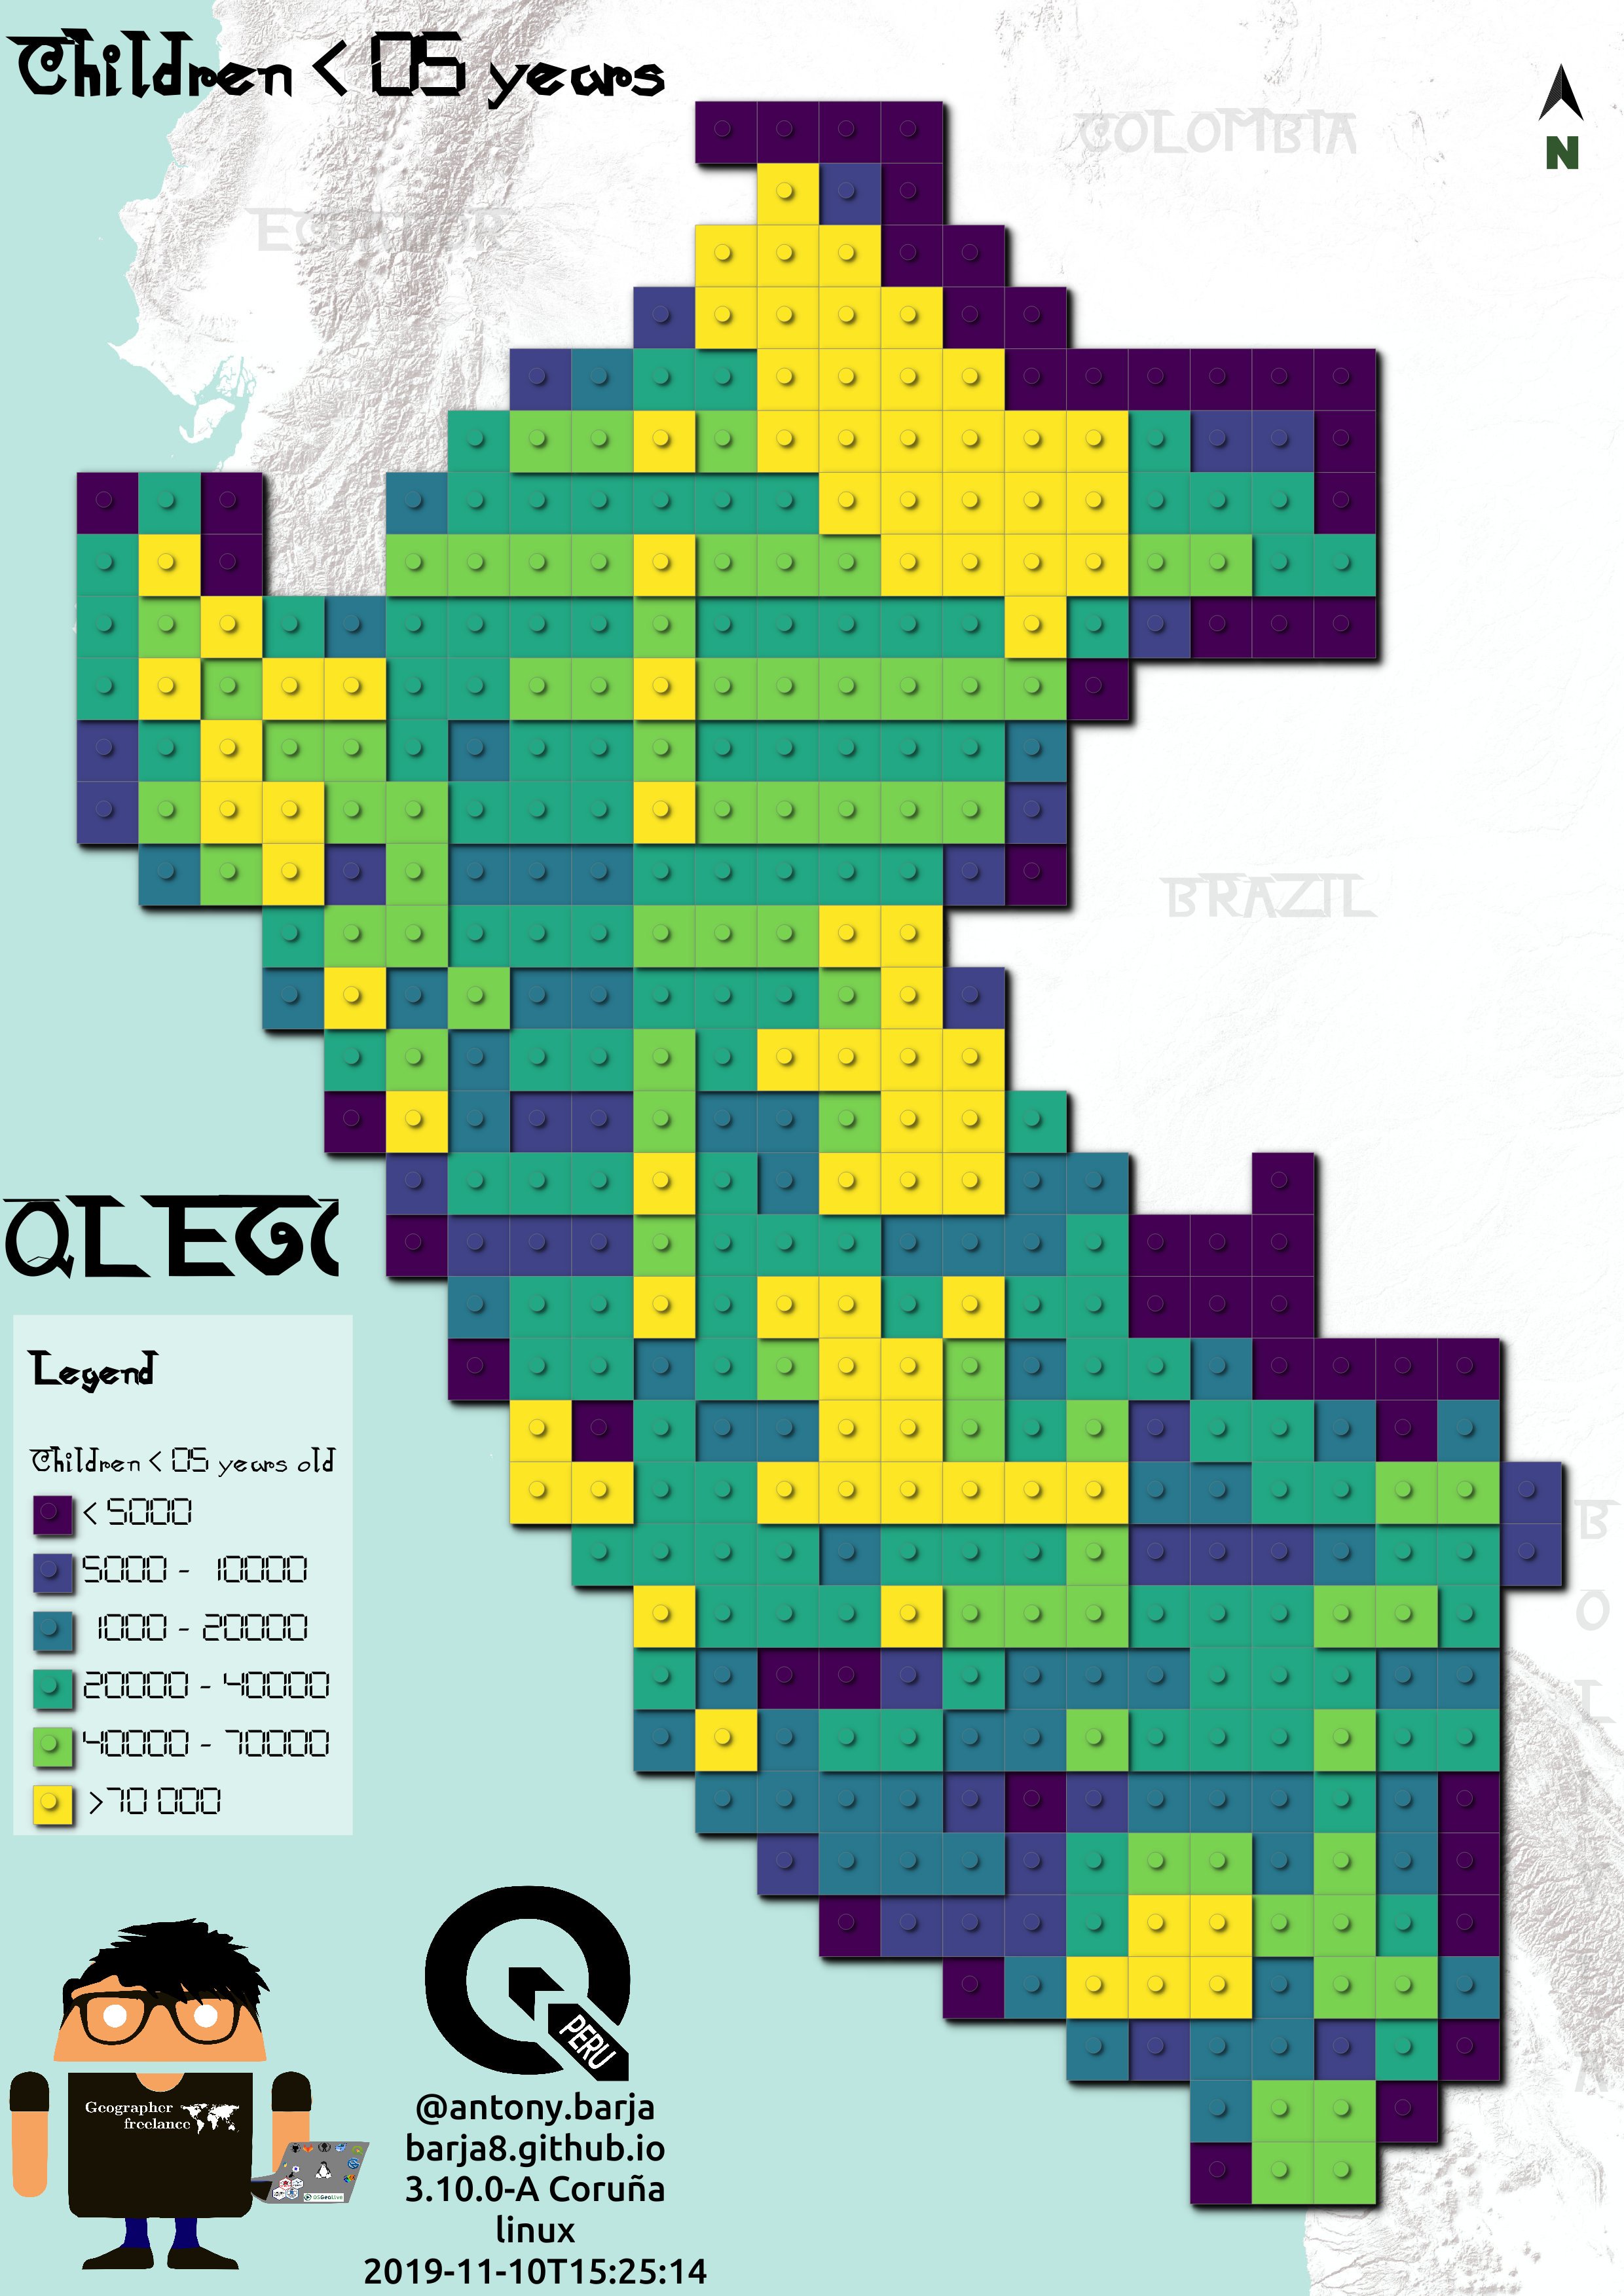 Children < 05 years
COLOMBIA
N
ECUADOR
BRAZIL
QLEGO
Legend
Children < 05 years old
< 5000
5000 - 10000
1000 - 20000
20000 - 40000
40000 - 70000
>70 000
B
O
L
PERU
Geographer
freelance
@antony.barja
barja8.github.io
3.10.0-A Coruña
linux
2019-11-10T15:25:14